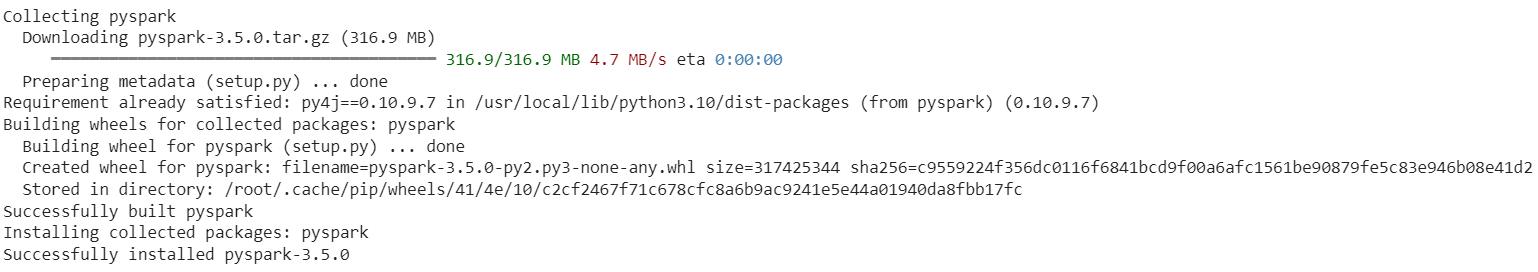 Collecting pyspark
Downloading pyspark-3.5.0.tar.gz (316.9 MB)
316.9/316.9 MB 4.7 MB/s eta 0:00:00
Preparing metadata (setup.py) ... done
Requirement already satisfied: py4j==0.10.9.7 in /usr/local/lib/python3.10/dist-packages (from pyspark) (0.10.9.7)
Building wheels for collected packages: pyspark
Building wheel for pyspark (setup.py) ... done
Created wheel for pyspark: filename=pyspark-3.5.0-py2.py3-none-any.whl size=317425344 sha256=c9559224f356dc0116f6841bcd9f00a6afc1561be90879fe5c83e946b08e41d2
Stored in directory: /root/.cache/pip/wheels/41/4e/10/c2cf2467f71c678cfc8a6b9ac9241e5e44a01940da8fbb17fc
Successfully built pyspark
Installing collected packages: pyspark
Successfully installed pyspark-3.5.0